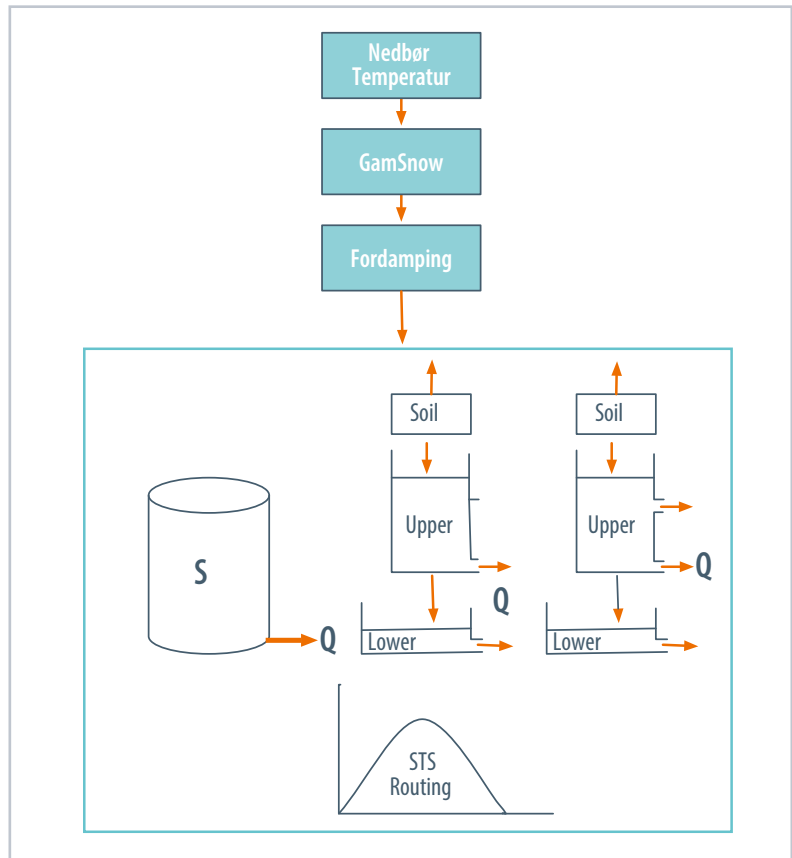 Nedbør
Temperatur
GamSnow
Fordamping
Soil
Soil
Upper
Upper
S
Q
Q
Q
Lower
Lower
STS
Routing